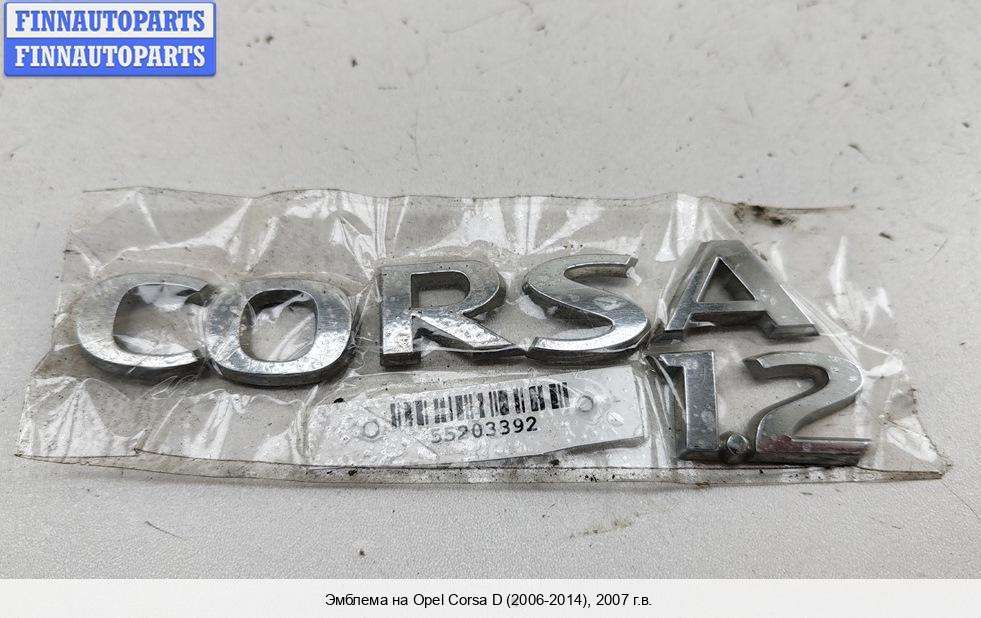 FINNAUTOPARTS
FINNAUTOPARTS
CORSA
1.2
55203392
Эмблема на Opel Corsa D (2006-2014), 2007 г.в.